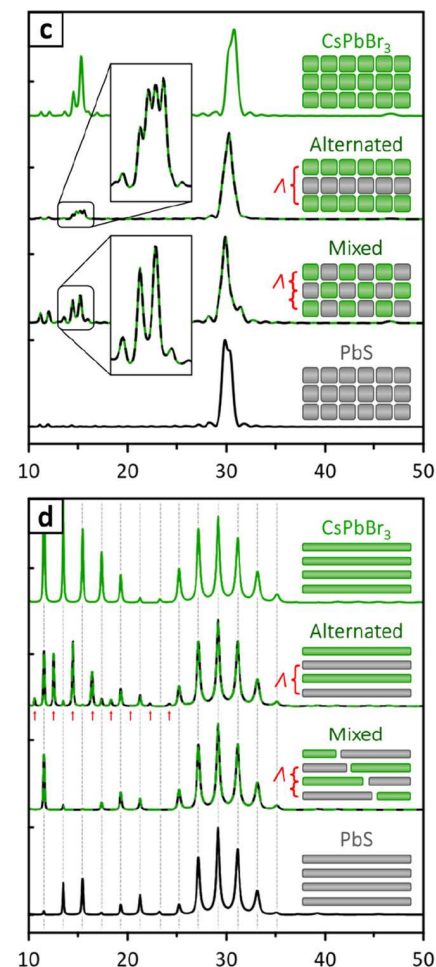 c
CsPbBr3
Alternated
Λ
Mixed
Λ
PbS
10 20 30 40 50
d
CsPbBr3
Alternated
Λ
Mixed
Λ
PbS
10 20 30 40 50